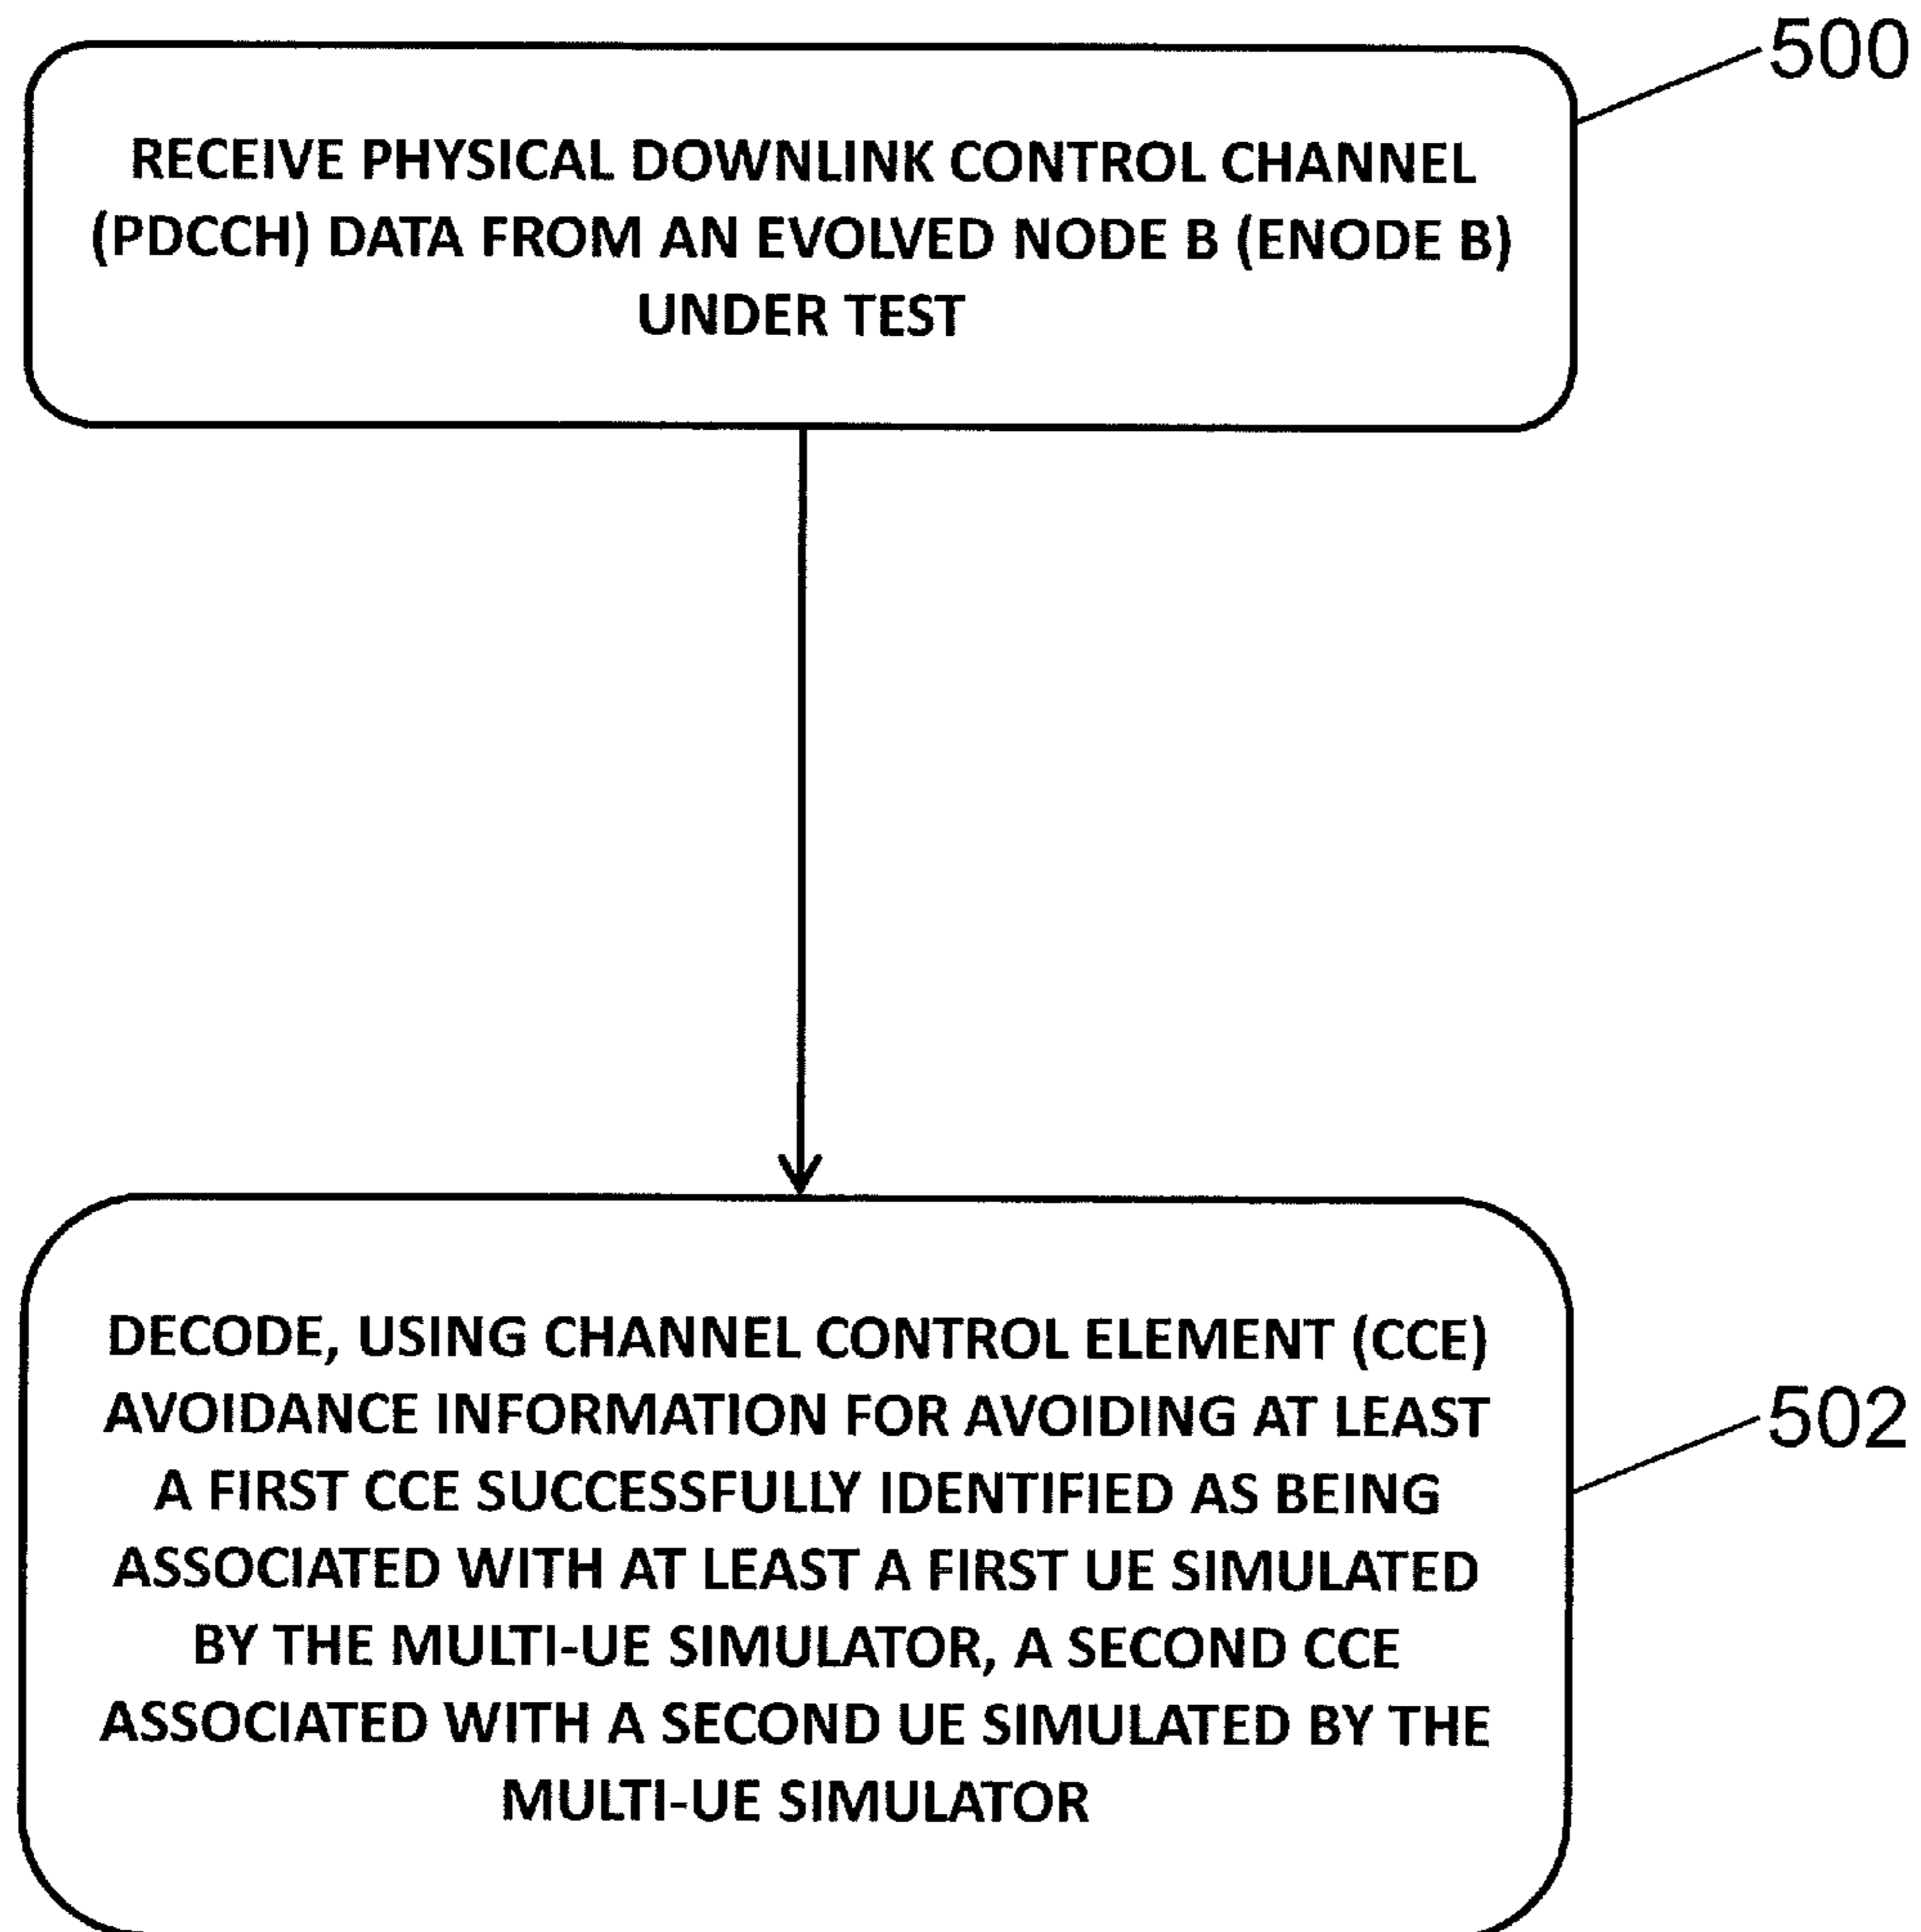 500
RECEIVE PHYSICAL DOWNLINK CONTROL CHANNEL
(PDCCH) DATA FROM AN EVOLVED NODE B (ENODE B)
UNDER TEST
DECODE, USING CHANNEL CONTROL ELEMENT (CCE)
AVOIDANCE INFORMATION FOR AVOIDING AT LEAST
A FIRST CCE SUCCESSFULLY IDENTIFIED AS BEING
ASSOCIATED WITH AT LEAST A FIRST UE SIMULATED
BY THE MULTI-UE SIMULATOR, A SECOND CCE
ASSOCIATED WITH A SECOND UE SIMULATED BY THE
MULTI-UE SIMULATOR
502